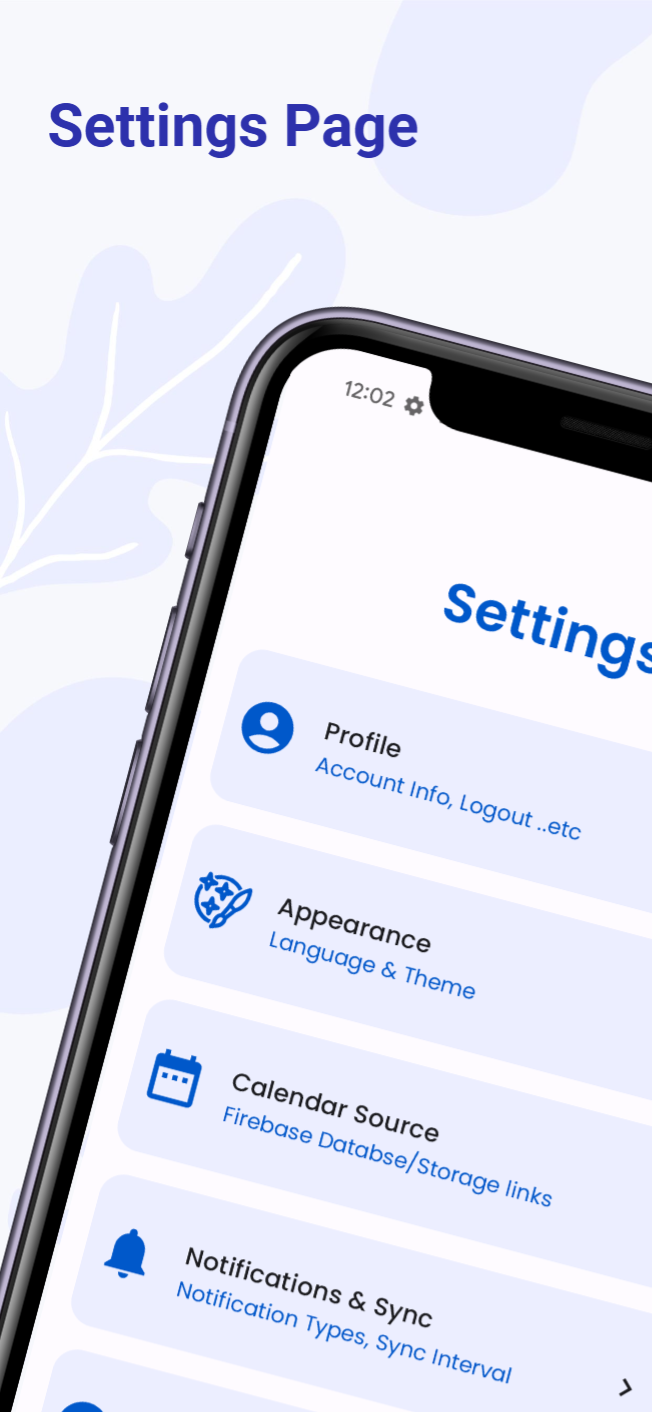 Settings Page
12:02
Settings
Profile
Account Info, Logout ..etc
Appearance
Language & Theme
Calendar Source
Firebase Databse/Storage links
Notifications & Sync
Notification Types, Sync Interval